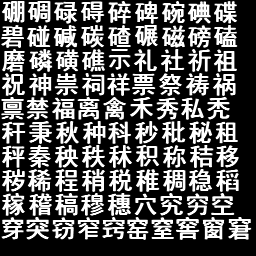 硼碉碌碍碎碑碗碘碟
碧碰碱碳碴碾磁磅磕
磨磷磺礁示礼社祈祖
祝神祟祠祥票祭祷祸
禀禁福离禽禾秀私秃
秆秉秋种科秒秕秘租
秤秦秧秩秫积称秸移
秽稀程稍税稚稠稳稻
稼稽稿穆穗穴究穷空
穿突窃窄窍窑窒窖窗窘